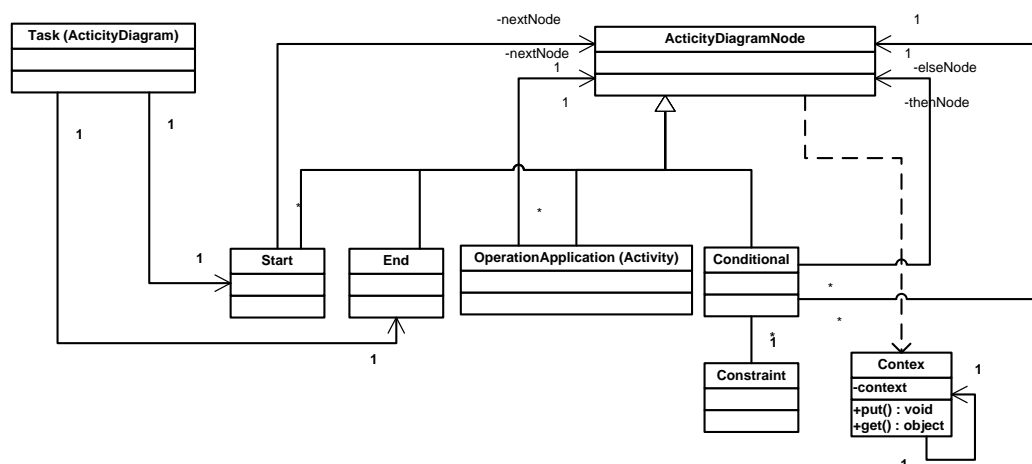 -nextNode
1
Task (ActicityDiagram)
ActicityDiagramNode
-nextNode
1
1
-elseNode
1
-thenNode
1
1
*
*
1
Start
End
OperationApplication (Activity)
Conditional
*
*
*
1
1
Constraint
Contex
1
-context
+put() : void
+get() : object
1